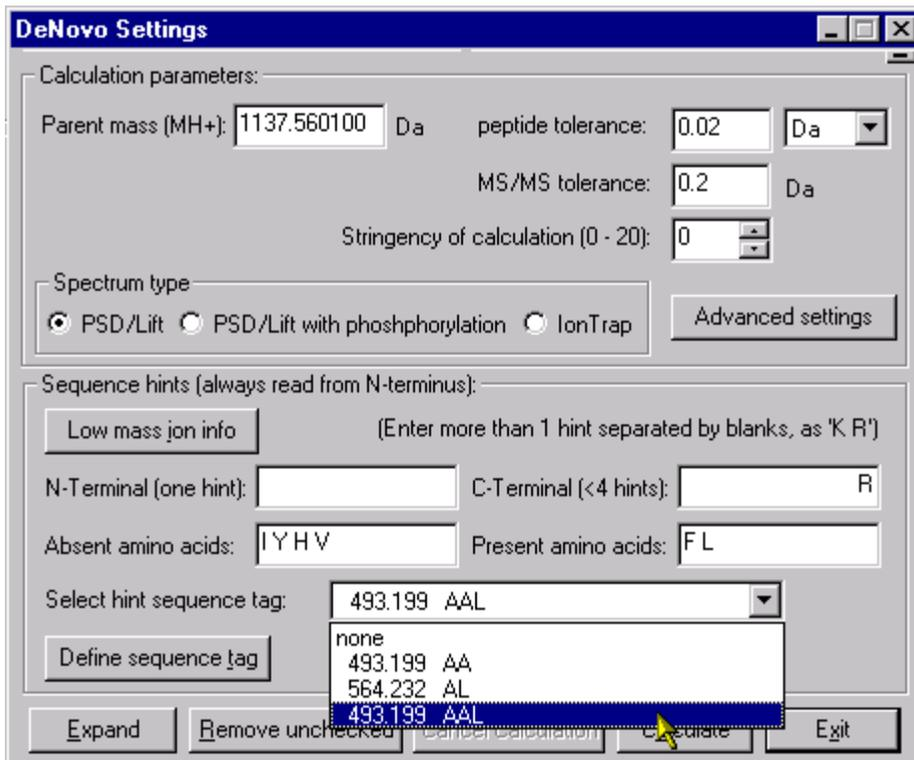 DeNovo Settings
Calculation parameters:
Parent mass (MH+): 1137.560100 Da peptide tolerance: 0.02 Da
MS/MS tolerance: 0.2 Da
Stringency of calculation (0 - 20): 0
Spectrum type
PSD/Lift PSD/Lift with phoshphorylation IonTrap
Advanced settings
Sequence hints (always read from N-terminus):
Low mass ion info (Enter more than 1 hint separated by blanks, as 'K R')
N-Terminal (one hint): C-Terminal (<4 hints): R
Absent amino acids: I Y H V Present amino acids: F L
Select hint sequence tag: 493.199 AAL
none
493.199 AA
Define sequence tag
564.232 AL
493.199 AAL
Expand Remove unchecked Cancel Calculation Calculate Exit